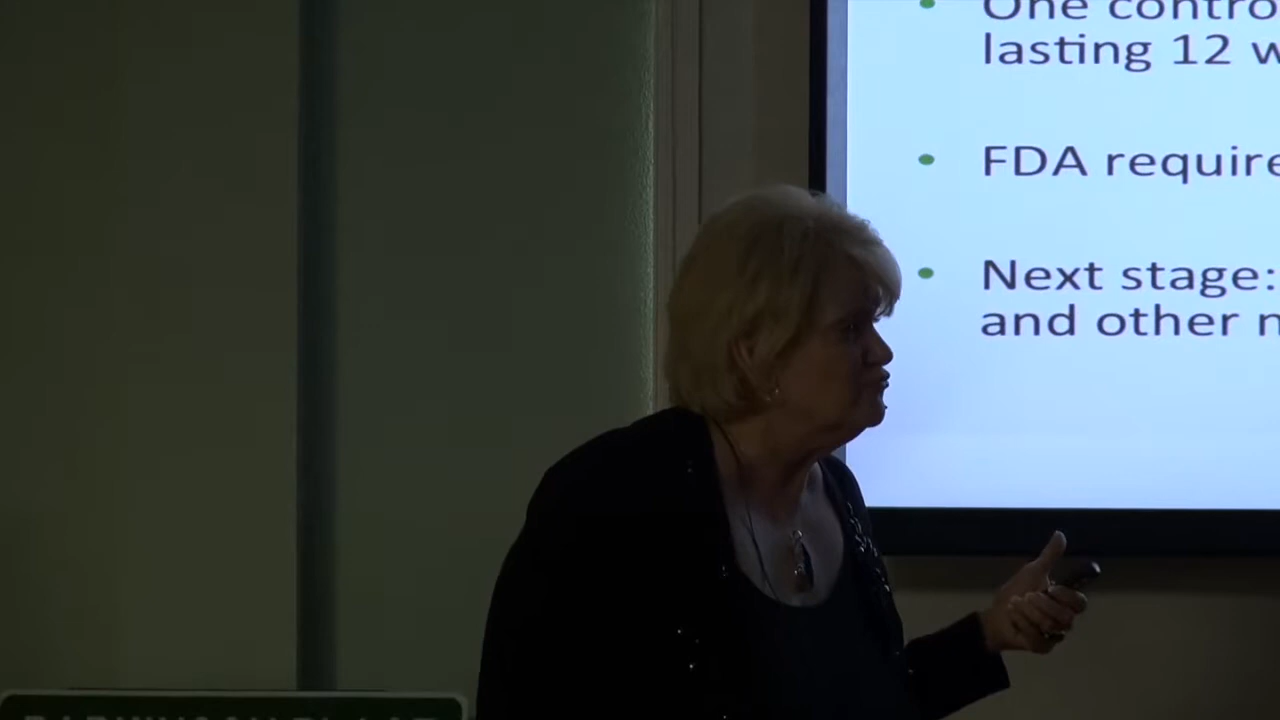 One contro
lasting 12 w
FDA require
Next stage:
and other n